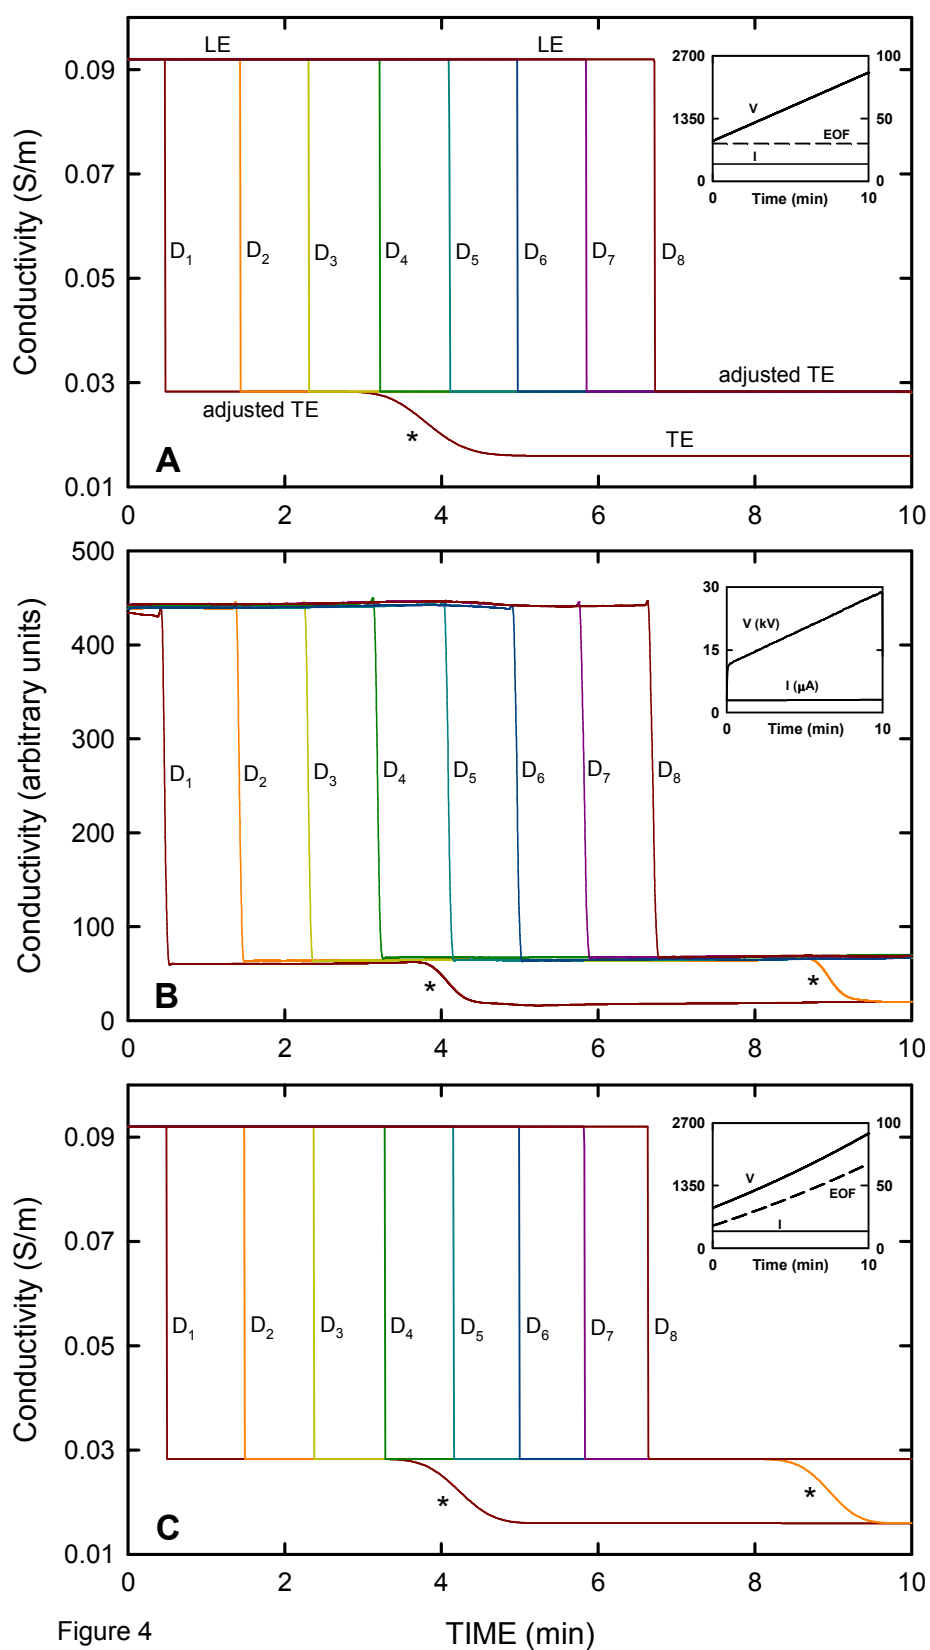 LE LE
0.09
0.07
0.05
0.03
0.01
Conductivity (S/m)
2700 100
V
1350 50
EOF
I
0 0
0 Time (min) 10
D1 D2 D3 D4 D5 D6 D7 D8
adjusted TE
adjusted TE
*
TE
A
0 2 4 6 8 10
500
400
300
200
100
0
Conductivity (arbitrary units)
30
V (kV)
15
I (μA)
0
0 Time (min) 10
D1 D2 D3 D4 D5 D6 D7 D8
* *
B
0 2 4 6 8 10
0.09
0.07
0.05
0.03
0.01
Conductivity (S/m)
2700 100
V
1350 50
EOF
I
0 0
0 Time (min) 10
D1 D2 D3 D4 D5 D6 D7 D8
* *
C
0 2 4 6 8 10
Figure 4 TIME (min)